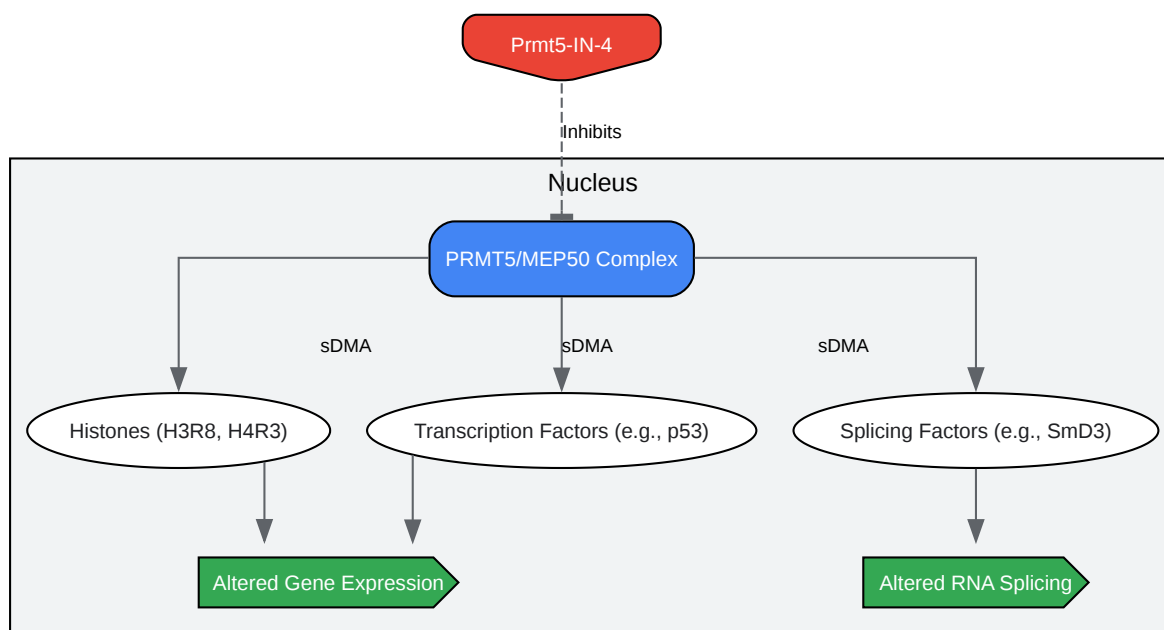 Prmt5-IN-4
Inhibits
Nucleus
PRMT5/MEP50 Complex
sDMA
sDMA
sDMA
Histones (H3R8, H4R3)
Transcription Factors (e.g., p53)
Splicing Factors (e.g., SmD3)
Altered Gene Expression
Altered RNA Splicing